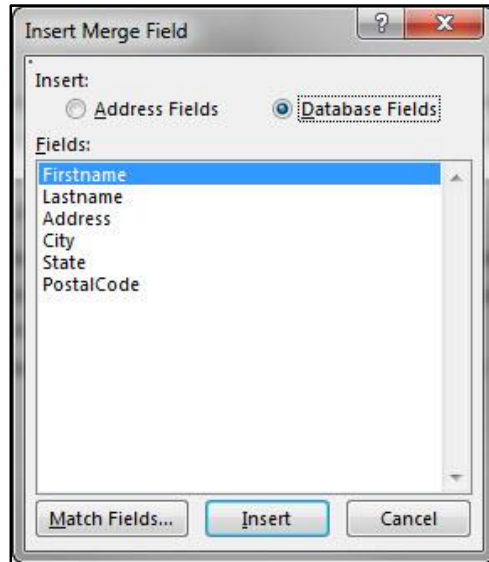 Insert Merge Field
Insert:
Address Fields Database Fields
Fields:
Firstname
Lastname
Address
City
State
PostalCode
Match Fields... Insert Cancel